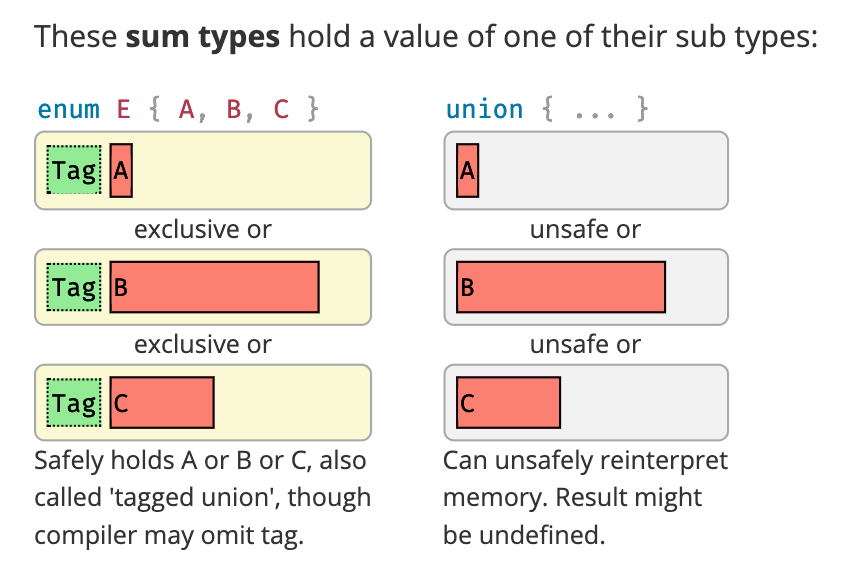 These sum types hold a value of one of their sub types:
enum E { A, B, C }
Tag A
exclusive or
Tag B
exclusive or
Tag C
Safely holds A or B or C, also
called 'tagged union', though
compiler may omit tag.
union { ... }
A
unsafe or
B
unsafe or
C
Can unsafely reinterpret
memory. Result might
be undefined.